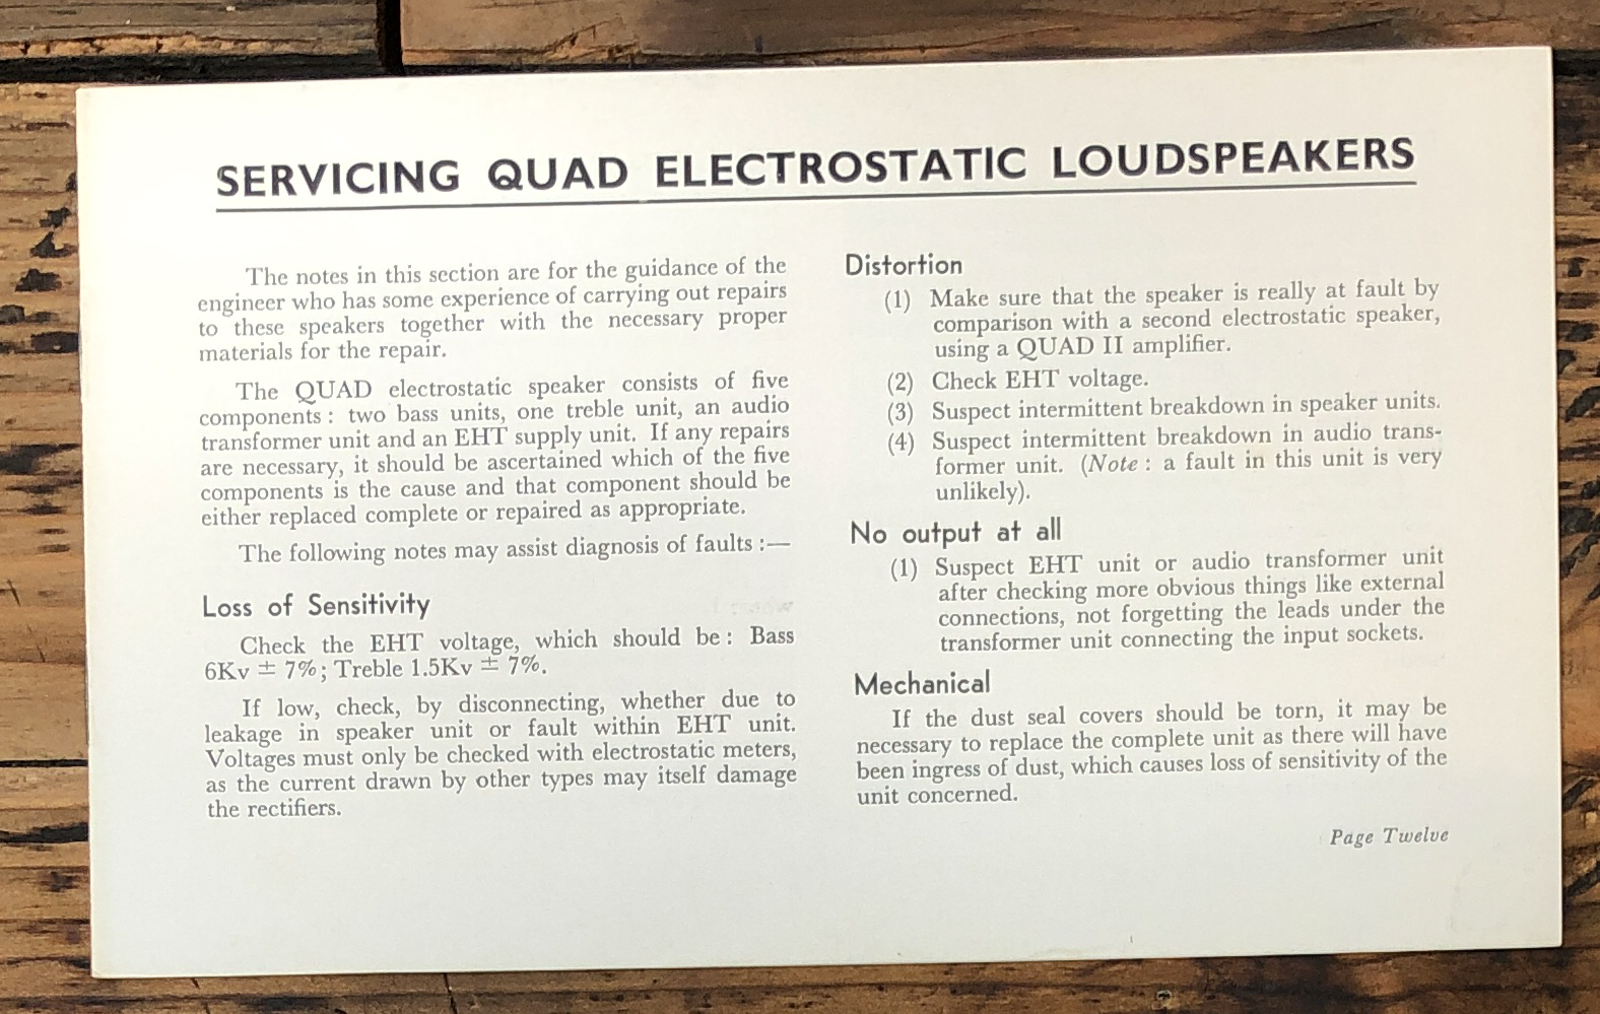 SERVICING QUAD ELECTROSTATIC LOUDSPEAKERS
The notes in this section are for the guidance of the
engineer who has some experience of carrying out repairs
to these speakers together with the necessary proper
materials for the repair.
The QUAD electrostatic speaker consists of five
components : two bass units, one treble unit, an audio
transformer unit and an EHT supply unit. If any repairs
are necessary, it should be ascertained which of the five
components is the cause and that component should be
either replaced complete or repaired as appropriate.
The following notes may assist diagnosis of faults :—
Loss of Sensitivity
Check the EHT voltage, which should be : Bass
6Kv ± 7% ; Treble 1.5Kv ± 7%.
If low, check, by disconnecting, whether due to
leakage in speaker unit or fault within EHT unit.
Voltages must only be checked with electrostatic meters,
as the current drawn by other types may itself damage
the rectifiers.
Distortion
(1) Make sure that the speaker is really at fault by
comparison with a second electrostatic speaker,
using a QUAD II amplifier.
(2) Check EHT voltage.
(3) Suspect intermittent breakdown in speaker units.
(4) Suspect intermittent breakdown in audio trans-
former unit. (Note : a fault in this unit is very
unlikely).
No output at all
(1) Suspect EHT unit or audio transformer unit
after checking more obvious things like external
connections, not forgetting the leads under the
transformer unit connecting the input sockets.
Mechanical
If the dust seal covers should be torn, it may be
necessary to replace the complete unit as there will have
been ingress of dust, which causes loss of sensitivity of the
unit concerned.
Page Twelve